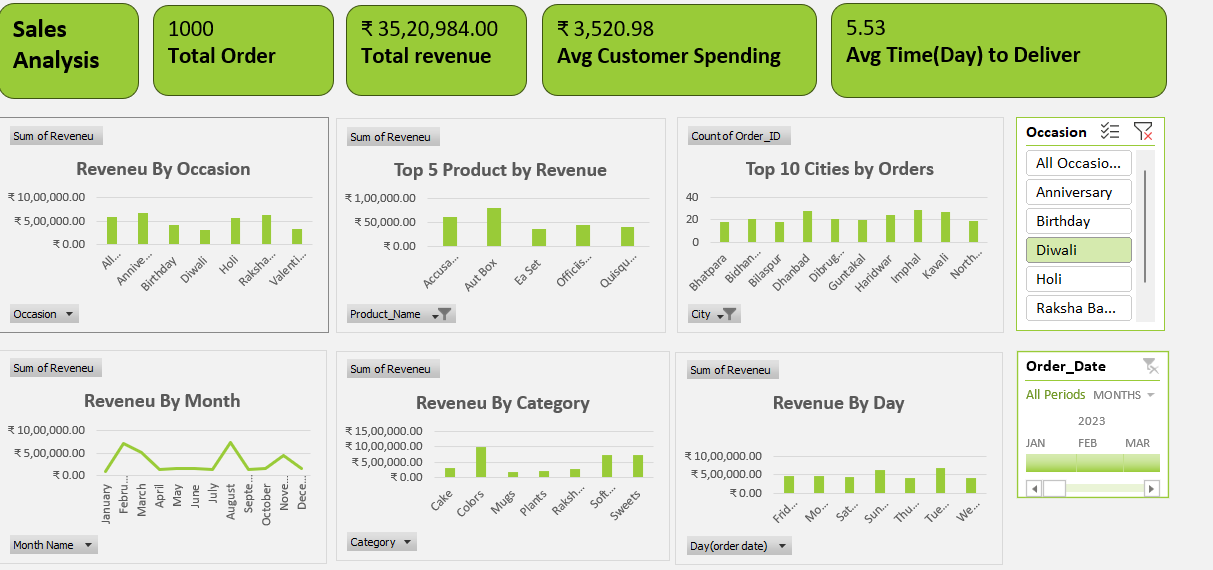 Sales
Analysis
1000
Total Order
₹ 35,20,984.00
Total revenue
₹ 3,520.98
Avg Customer Spending
5.53
Avg Time(Day) to Deliver
Sum of Reveneu
Reveneu By Occasion
₹ 10,00,000.00
₹ 5,00,000.00
₹ 0.00
All...
Annive...
Birthday
Diwali
Holi
Raksha...
Valenti...
Occasion
Sum of Reveneu
Top 5 Product by Revenue
₹ 1,00,000.00
₹ 50,000.00
₹ 0.00
Accusa...
Aut Box
Ea Set
Officiis...
Quisqu...
Product_Name
Count of Order_ID
Top 10 Cities by Orders
40
20
0
Bhatpara
Bidhan...
Bilaspur
Dhanbad
Dibrug...
Guntakal
Haridwar
Imphal
Kavali
North...
City
Occasion
All Occasio...
Anniversary
Birthday
Diwali
Holi
Raksha Ba...
Sum of Reveneu
Reveneu By Month
₹ 10,00,000.00
₹ 5,00,000.00
₹ 0.00
January
Febru...
March
April
May
June
July
August
Septe...
October
Nove...
Dece...
Month Name
Sum of Reveneu
Reveneu By Category
₹ 15,00,000.00
₹ 10,00,000.00
₹ 5,00,000.00
₹ 0.00
Cake
Colors
Mugs
Plants
Raksh...
Soft...
Sweets
Category
Sum of Reveneu
Revenue By Day
₹ 10,00,000.00
₹ 5,00,000.00
₹ 0.00
Frid...
Mo...
Sat...
Sun...
Thu...
Tue...
We...
Day(order date)
Order_Date
All Periods MONTHS
2023
JAN FEB MAR